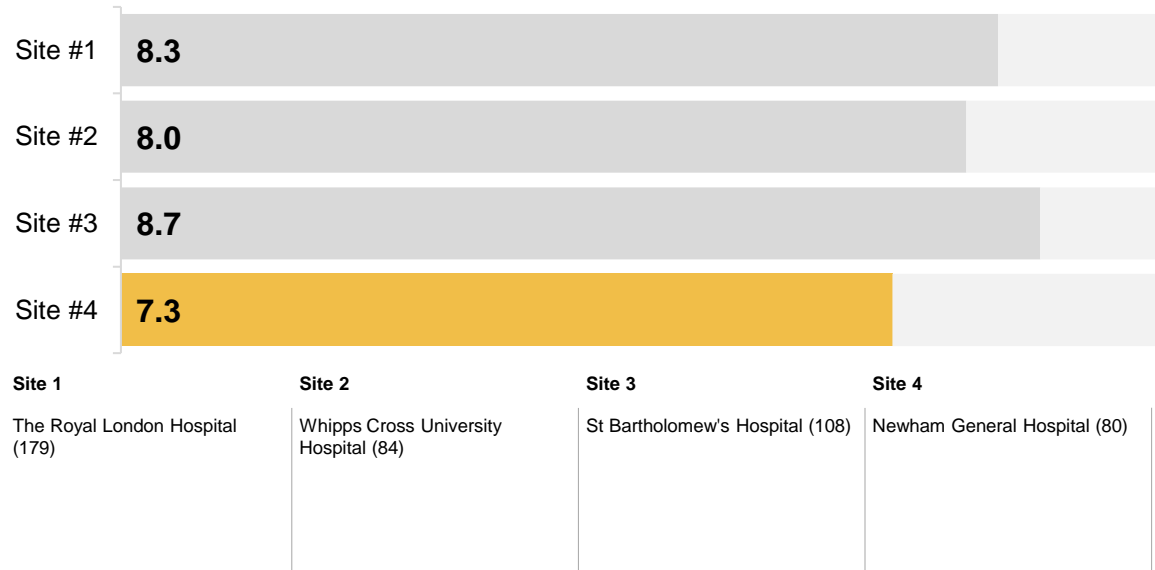 Site #1 8.3
Site #2 8.0
Site #3 8.7
Site #4 7.3
Site 1
The Royal London Hospital
(179)
Site 2
Whipps Cross University
Hospital (84)
Site 3
St Bartholomew's Hospital (108)
Site 4
Newham General Hospital (80)